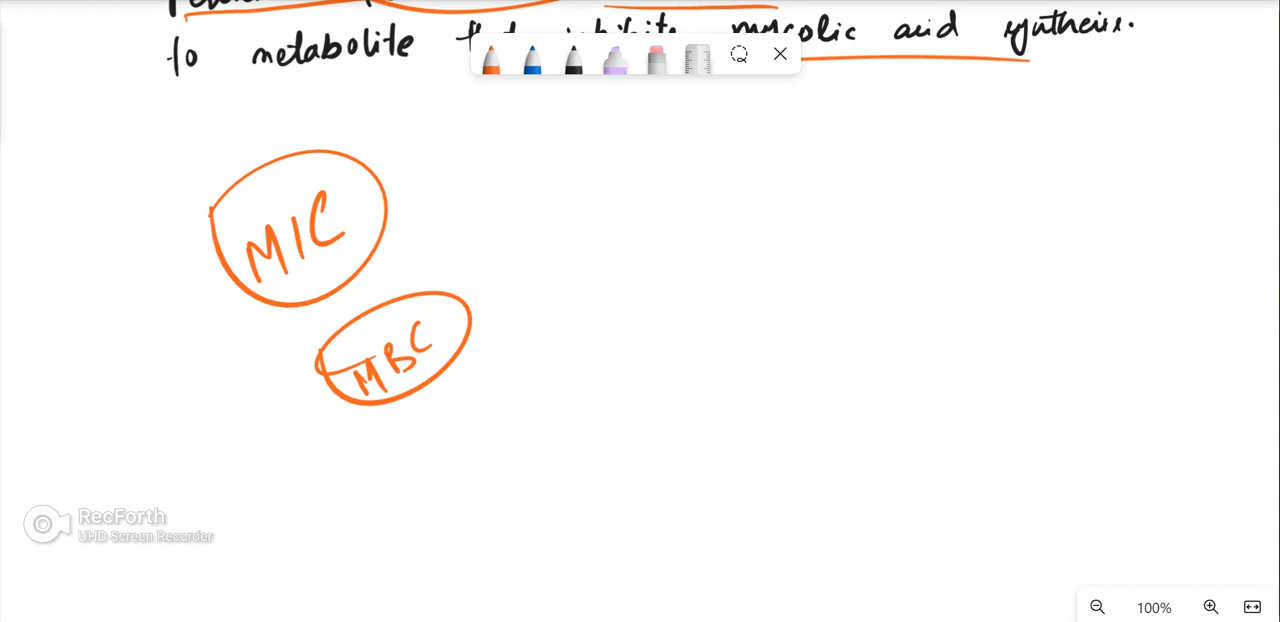 to metabolite mycolic acid synthesis.
MIC
MBC
RecForth
UHD Screen Recorder
100%